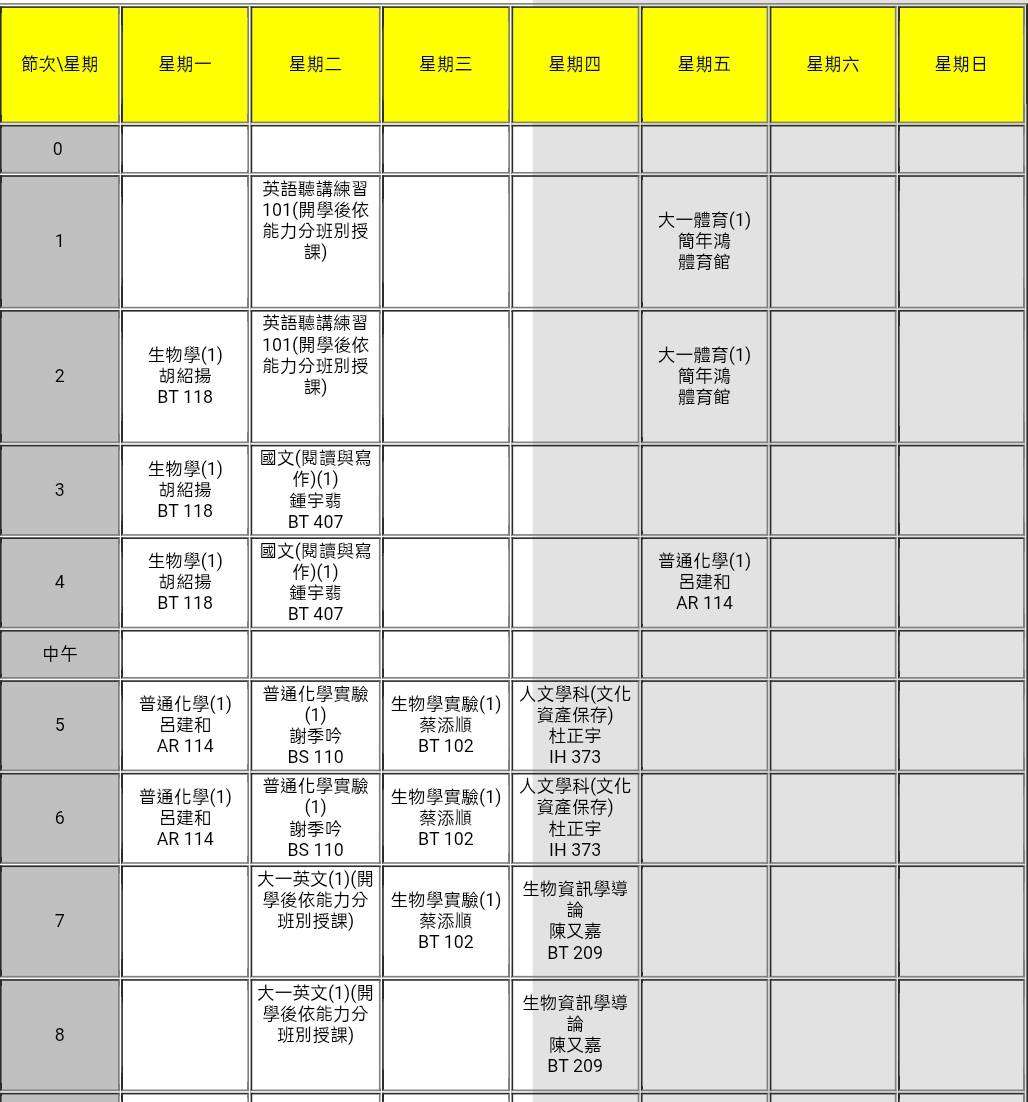 節次\星期
星期一
星期二
星期三
星期四
星期五
星期六
星期日
0
1
英語聽講練習
101(開學後依
能力分班別授
課)
大一體育(1)
簡年鴻
體育館
2
生物學(1)
胡紹揚
BT 118
英語聽講練習
101(開學後依
能力分班別授
課)
大一體育(1)
簡年鴻
體育館
3
生物學(1)
胡紹揚
BT 118
國文(閱讀與寫
作)(1)
鍾宇翡
BT 407
4
生物學(1)
胡紹揚
BT 118
國文(閱讀與寫
作)(1)
鍾宇翡
BT 407
普通化學(1)
呂建和
AR 114
中午
5
普通化學(1)
呂建和
AR 114
普通化學實驗
(1)
謝季吟
BS 110
生物學實驗(1)
蔡添順
BT 102
人文學科(文化
資產保存)
杜正宇
IH 373
6
普通化學(1)
呂建和
AR 114
普通化學實驗
(1)
謝季吟
BS 110
生物學實驗(1)
蔡添順
BT 102
人文學科(文化
資產保存)
杜正宇
IH 373
7
大一英文(1)(開
學後依能力分
班別授課)
生物學實驗(1)
蔡添順
BT 102
生物資訊學導
論
陳又嘉
BT 209
8
大一英文(1)(開
學後依能力分
班別授課)
生物資訊學導
論
陳又嘉
BT 209